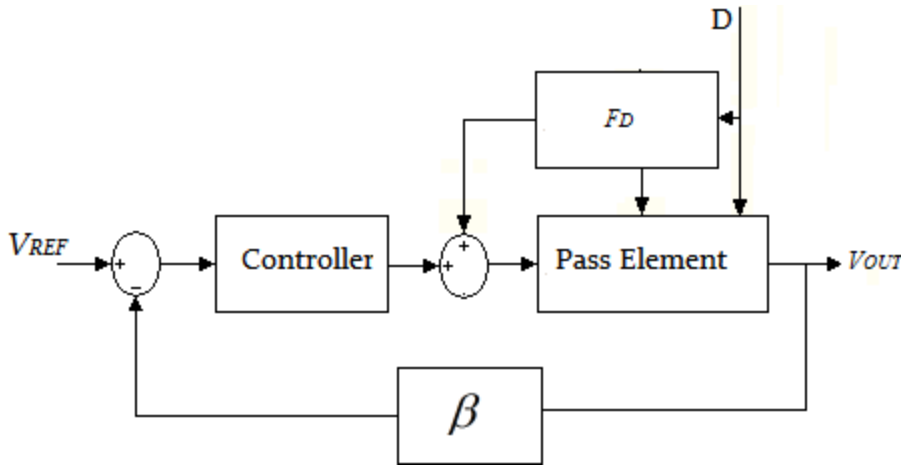 D
FD
VREF
+
−
Controller
+
+
Pass Element
VOUT
β